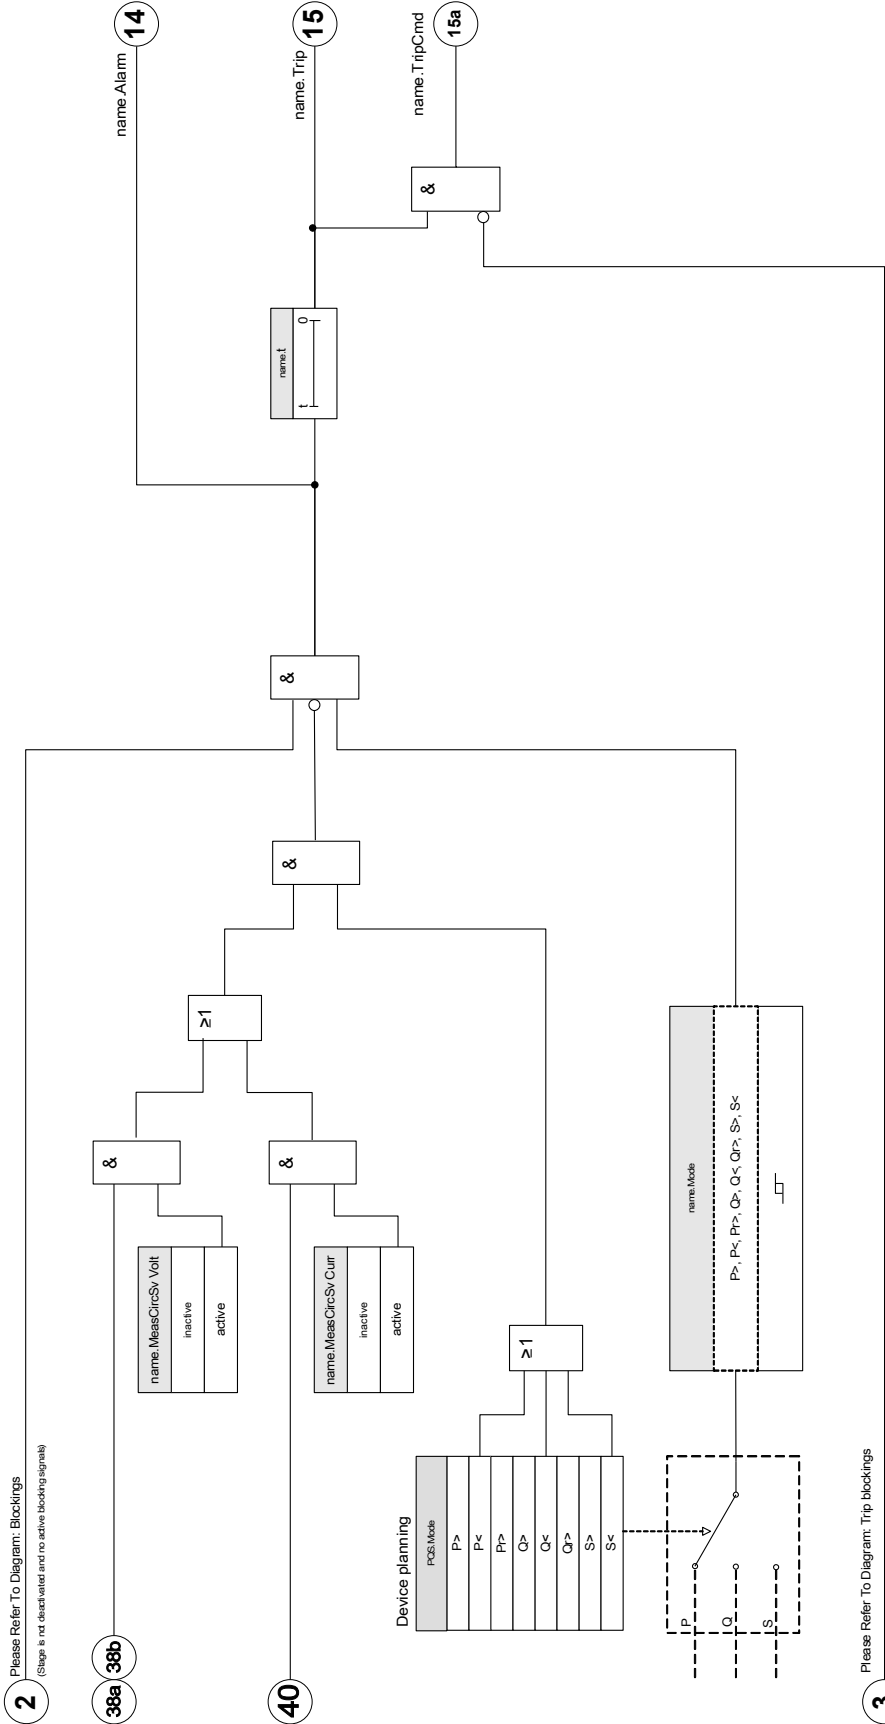 2
Please Refer To Diagram: Blockings
(Stage is not deactivated and no active blocking signals)
38a
38b
40
name.MeasCircSv Volt
inactive
active
name.MeasCircSv Curr
inactive
active
&
&
≥1
&
&
name.Alarm
14
name.t
t
0
name.Trip
15
&
name.TripCmd
15a
Device planning
PQS.Mode
P>
P<
Pr>
Q>
Q<
Qr>
S>
S<
≥1
P
Q
S
name.Mode
P>, P<, Pr>, Q>, Q<, Qr>, S>, S<
3
Please Refer To Diagram: Trip blockings